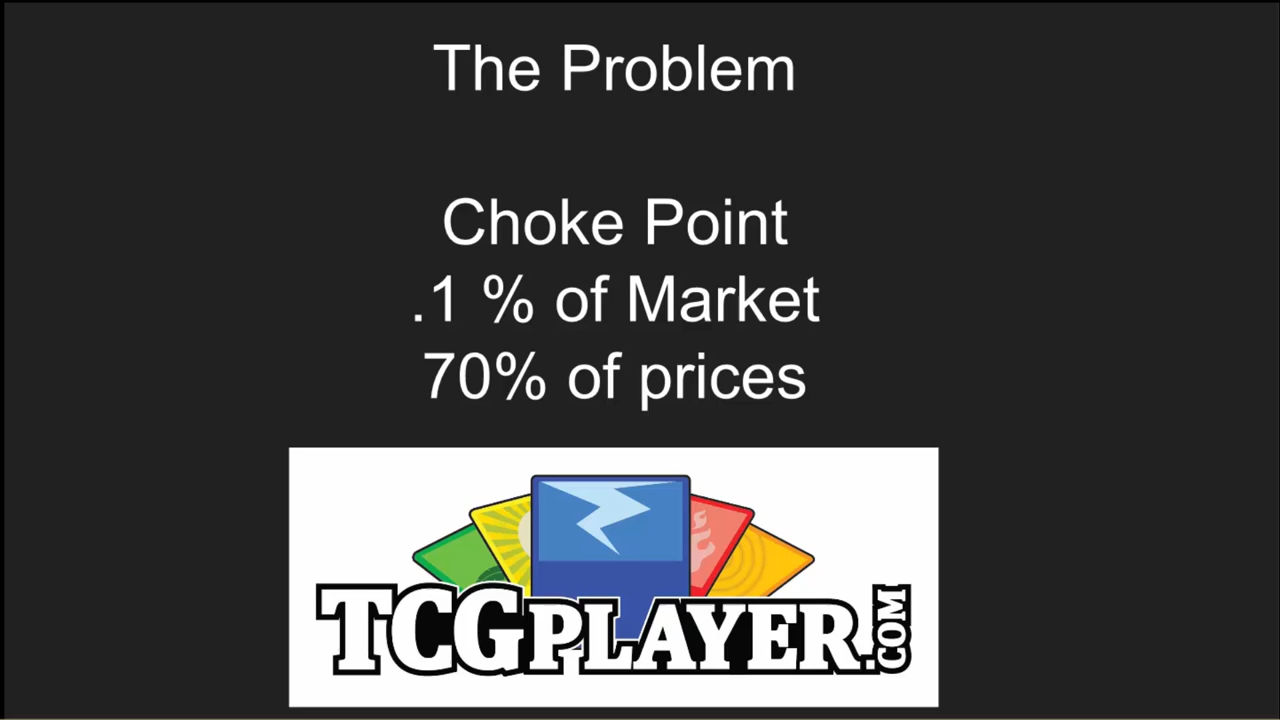 The Problem
Choke Point
.1 % of Market
70% of prices
TCGPLAYER.COM